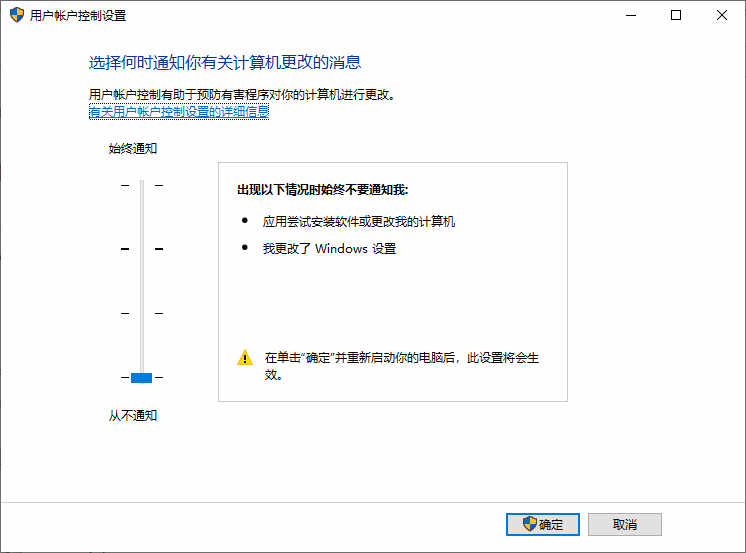 用户帐户控制设置
选择何时通知你有关计算机更改的消息
用户帐户控制有助于预防有害程序对你的计算机进行更改。
有关用户帐户控制设置的详细信息
始终通知
出现以下情况时始终不要通知我:
● 应用尝试安装软件或更改我的计算机
● 我更改了 Windows 设置
在单击“确定”并重新启动你的电脑后，此设置将会生
效。
从不通知
确定
取消